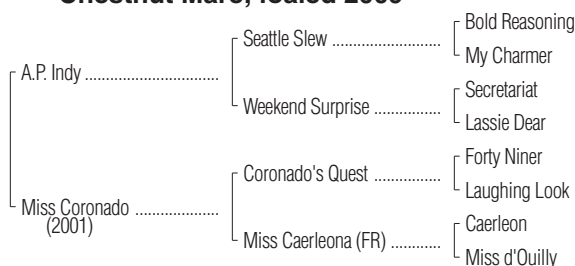 Chestnut Mare; foaled
Bold Reasoning
Seattle Slew ..........................
My Charmer
A.P. Indy ................................
Secretariat
Weekend Surprise ................
Lassie Dear
Forty Niner
Coronado's Quest ................
Laughing Look
Miss Coronado ....................
(2001)
Caerleon
Miss Caerleona (FR) ............
Miss d'Ouilly